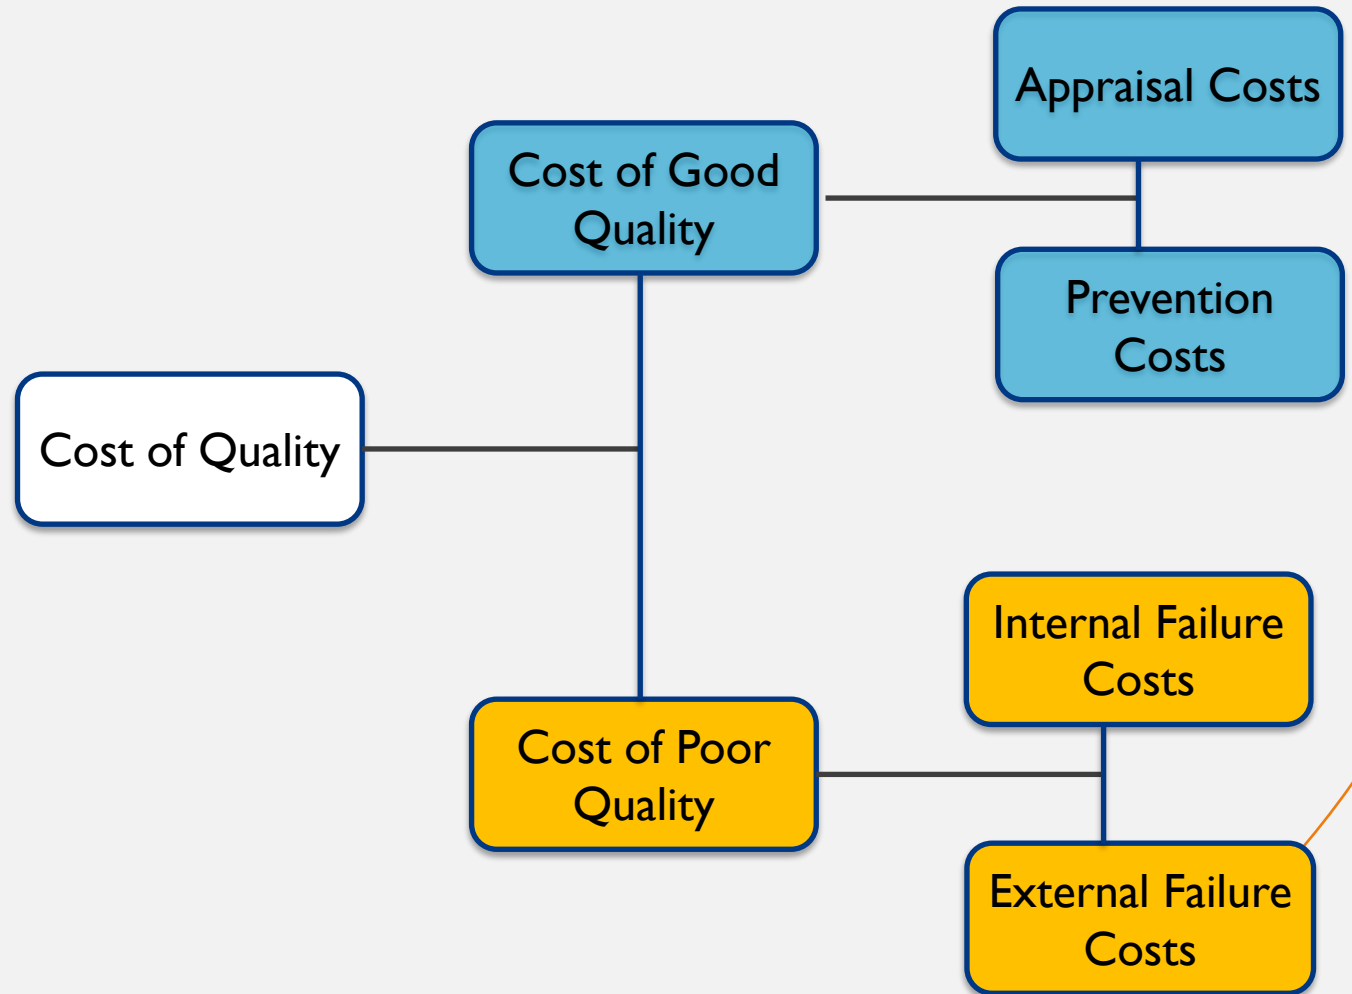 Appraisal Costs
Cost of Good
Quality
Prevention
Costs
Cost of Quality
Internal Failure
Costs
Cost of Poor
Quality
External Failure
Costs